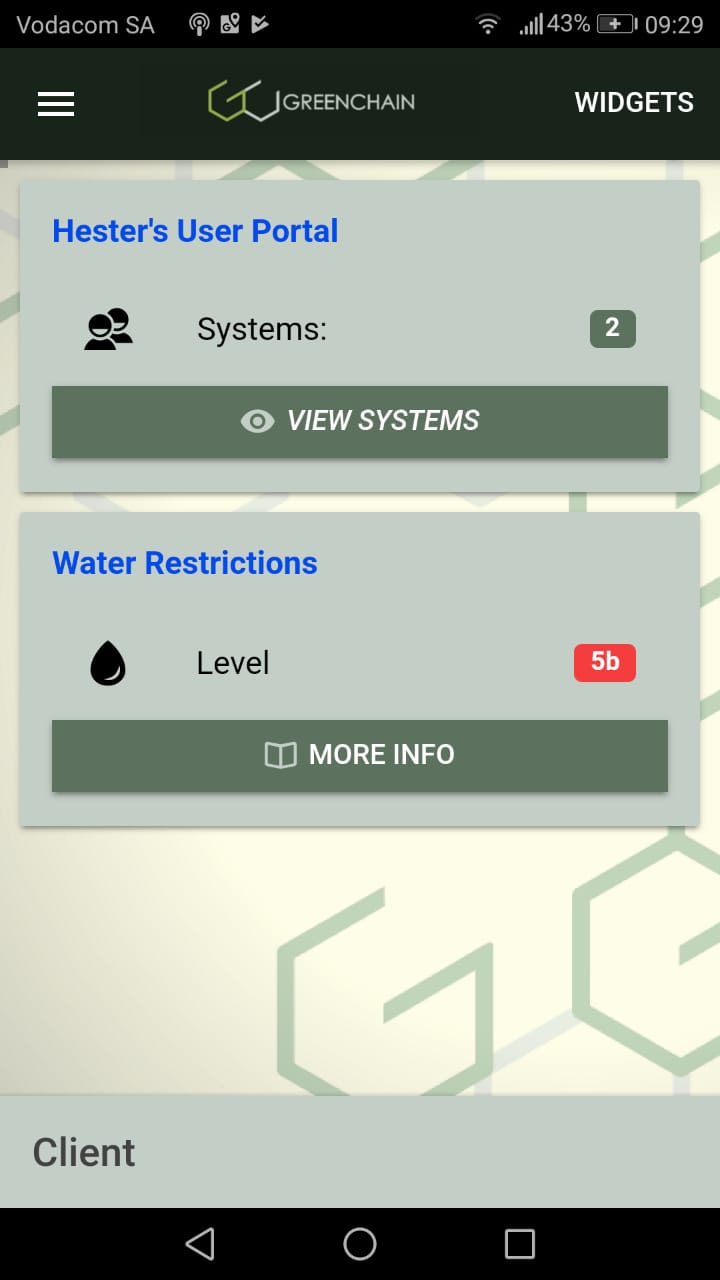 Vodacom SA 43% 09:29
GREENCHAIN WIDGETS
Hester's User Portal
Systems: 2
VIEW SYSTEMS
Water Restrictions
Level 5b
MORE INFO
Client